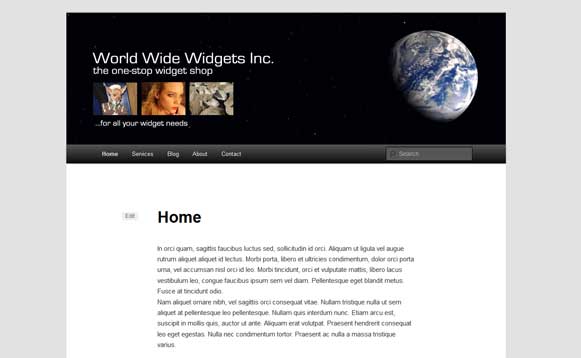 World Wide Widgets Inc.
the one-stop widget shop
...for all your widget needs
Home Services Blog About Contact Search
Edit
Home
In orci quam, sagittis faucibus luctus sed, sollicitudin id orci. Aliquam ut ligula vel augue
rutrum aliquet aliquet id lectus. Morbi porta, libero et ultricies condimentum, dolor orci porta
urna, vel accumsan nisl orci id leo. Morbi tincidunt, orci et vulputate mattis, libero lacus
vestibulum leo, congue faucibus ipsum sem vel diam. Pellentesque eget blandit metus.
Fusce at tincidunt odio.
Nam aliquet ornare nibh, vel sagittis orci consequat vitae. Nullam tristique nulla ut sem
aliquet at pellentesque leo pellentesque. Nullam quis interdum nunc. Etiam arcu est,
suscipit in mollis quis, auctor ut ante. Aliquam erat volutpat. Praesent hendrerit consequat
leo eget egestas. Nulla nec condimentum tortor. Praesent ac nulla a massa tristique
varius.